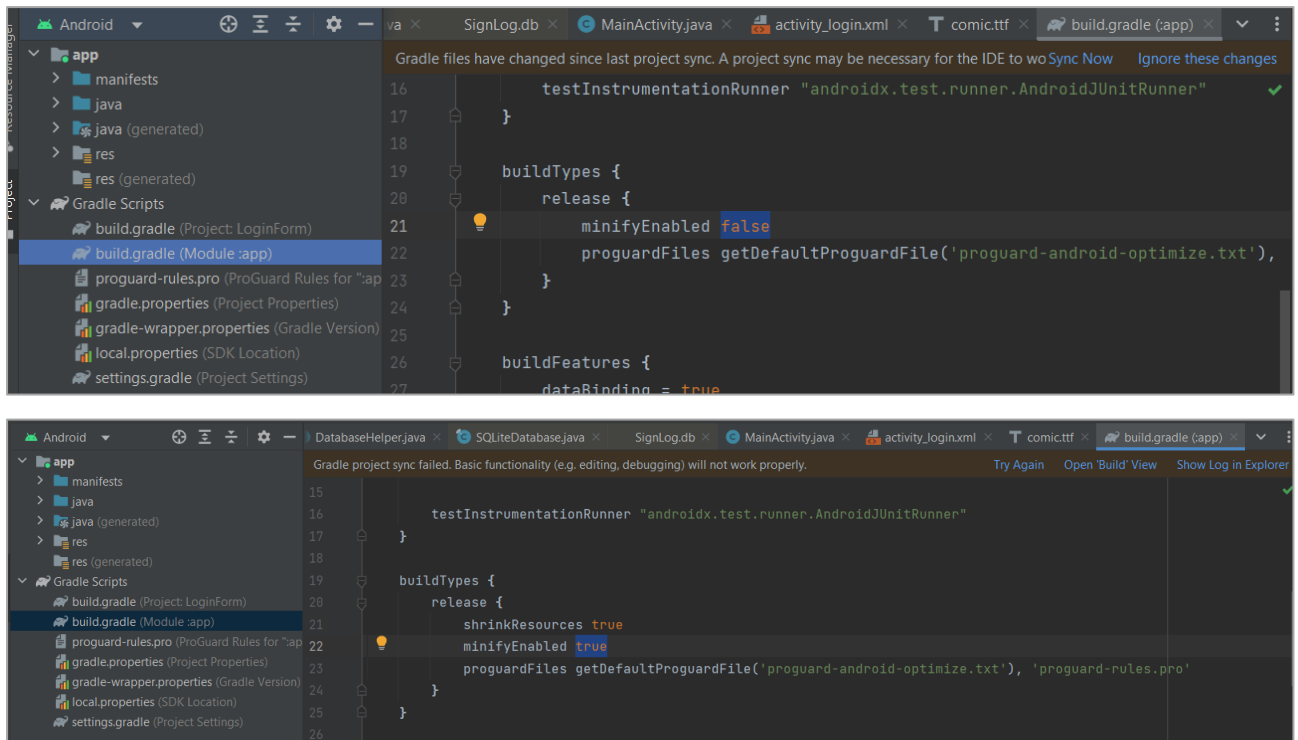 Android
va
SignLog.db
MainActivity.java
activity_login.xml
comic.ttf
build.gradle (:app)
Gradle files have changed since last project sync. A project sync may be necessary for the IDE to wo Sync Now Ignore these changes
Project
app
manifests
java
java (generated)
res
res (generated)
Gradle Scripts
build.gradle (Project: LoginForm)
build.gradle (Module :app)
proguard-rules.pro (ProGuard Rules for ":ap
gradle.properties (Project Properties)
gradle-wrapper.properties (Gradle Version)
local.properties (SDK Location)
settings.gradle (Project Settings)
16 testInstrumentationRunner "androidx.test.runner.AndroidJUnitRunner"
17 }
18
19 buildTypes {
20 release {
21 minifyEnabled false
22 proguardFiles getDefaultProguardFile('proguard-android-optimize.txt'),
23 }
24 }
25
26 buildFeatures {
27 dataBinding = true
Android
DatabaseHelper.java
SQLiteDatabase.java
SignLog.db
MainActivity.java
activity_login.xml
comic.ttf
build.gradle (:app)
Gradle project sync failed. Basic functionality (e.g. editing, debugging) will not work properly. Try Again Open 'Build' View Show Log in Explorer
app
manifests
java
java (generated)
res
res (generated)
Gradle Scripts
build.gradle (Project: LoginForm)
build.gradle (Module :app)
proguard-rules.pro (ProGuard Rules for ":ap
gradle.properties (Project Properties)
gradle-wrapper.properties (Gradle Version)
local.properties (SDK Location)
settings.gradle (Project Settings)
15
16 testInstrumentationRunner "androidx.test.runner.AndroidJUnitRunner"
17 }
18
19 buildTypes {
20 release {
21 shrinkResources true
22 minifyEnabled true
23 proguardFiles getDefaultProguardFile('proguard-android-optimize.txt'), 'proguard-rules.pro'
24 }
25 }
26